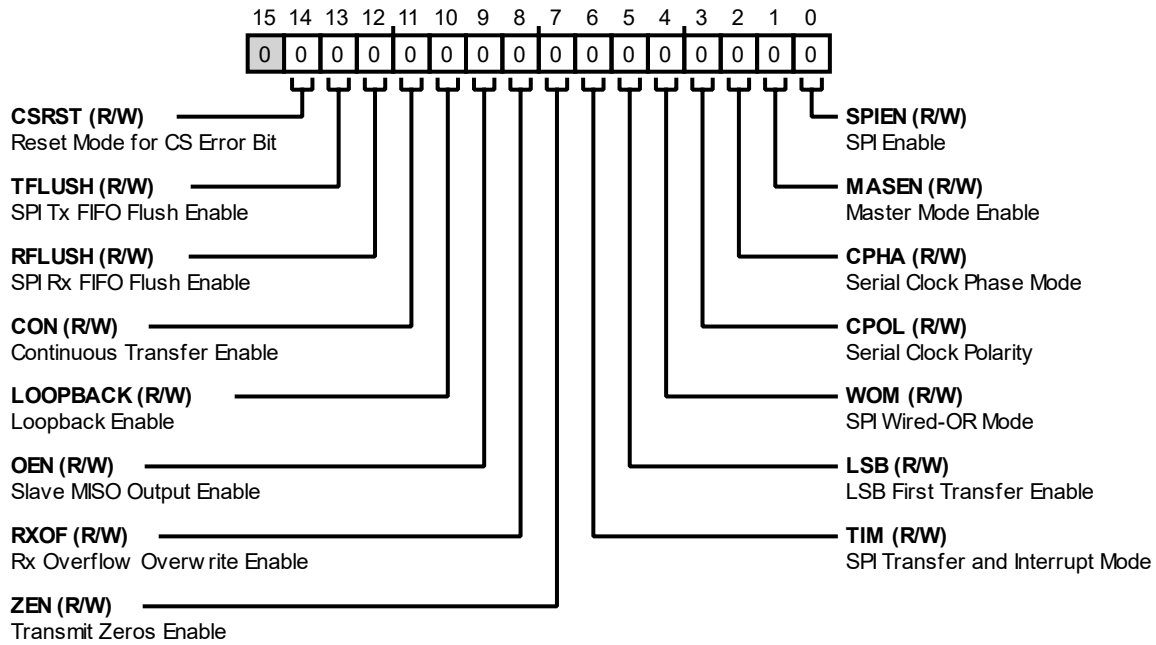 15 14 13 12 11 10 9 8 7 6 5 4 3 2 1 0
0 0 0 0 0 0 0 0 0 0 0 0 0 0 0 0
CSRST (R/W)
Reset Mode for CS Error Bit
TFLUSH (R/W)
SPI Tx FIFO Flush Enable
RFLUSH (R/W)
SPI Rx FIFO Flush Enable
CON (R/W)
Continuous Transfer Enable
LOOPBACK (R/W)
Loopback Enable
OEN (R/W)
Slave MISO Output Enable
RXOF (R/W)
Rx Overflow Overwrite Enable
ZEN (R/W)
Transmit Zeros Enable
SPIEN (R/W)
SPI Enable
MASEN (R/W)
Master Mode Enable
CPHA (R/W)
Serial Clock Phase Mode
CPOL (R/W)
Serial Clock Polarity
WOM (R/W)
SPI Wired-OR Mode
LSB (R/W)
LSB First Transfer Enable
TIM (R/W)
SPI Transfer and Interrupt Mode